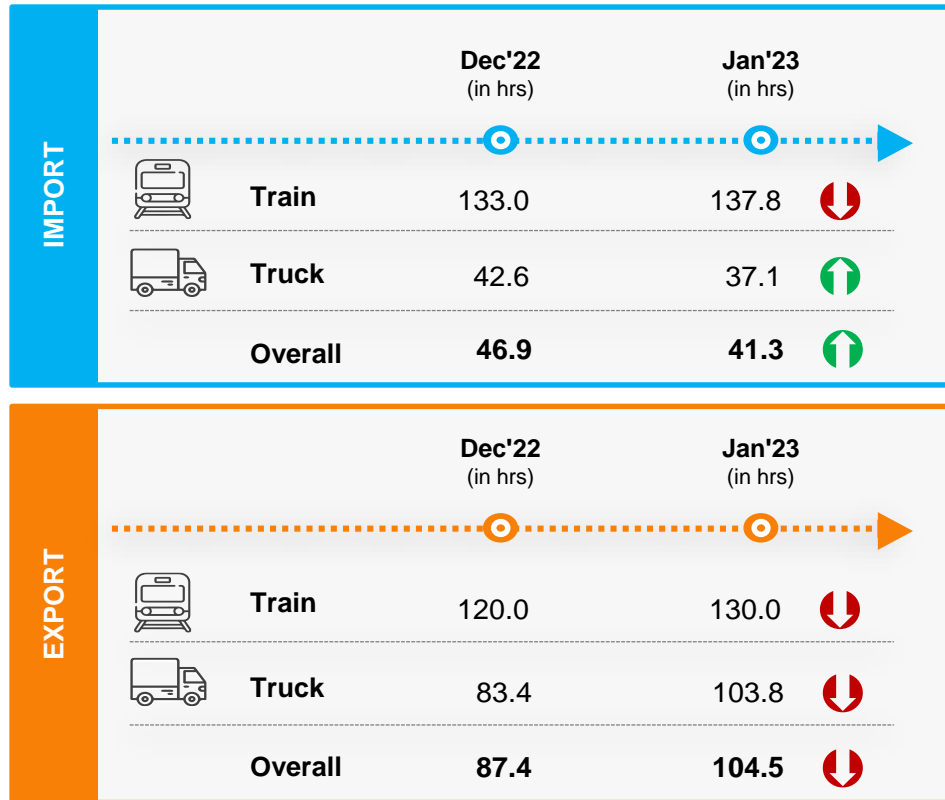 IMPORT
Dec'22 Jan'23
(in hrs) (in hrs)
Train 133.0 137.8
Truck 42.6 37.1
Overall 46.9 41.3
EXPORT
Dec'22 Jan'23
(in hrs) (in hrs)
Train 120.0 130.0
Truck 83.4 103.8
Overall 87.4 104.5